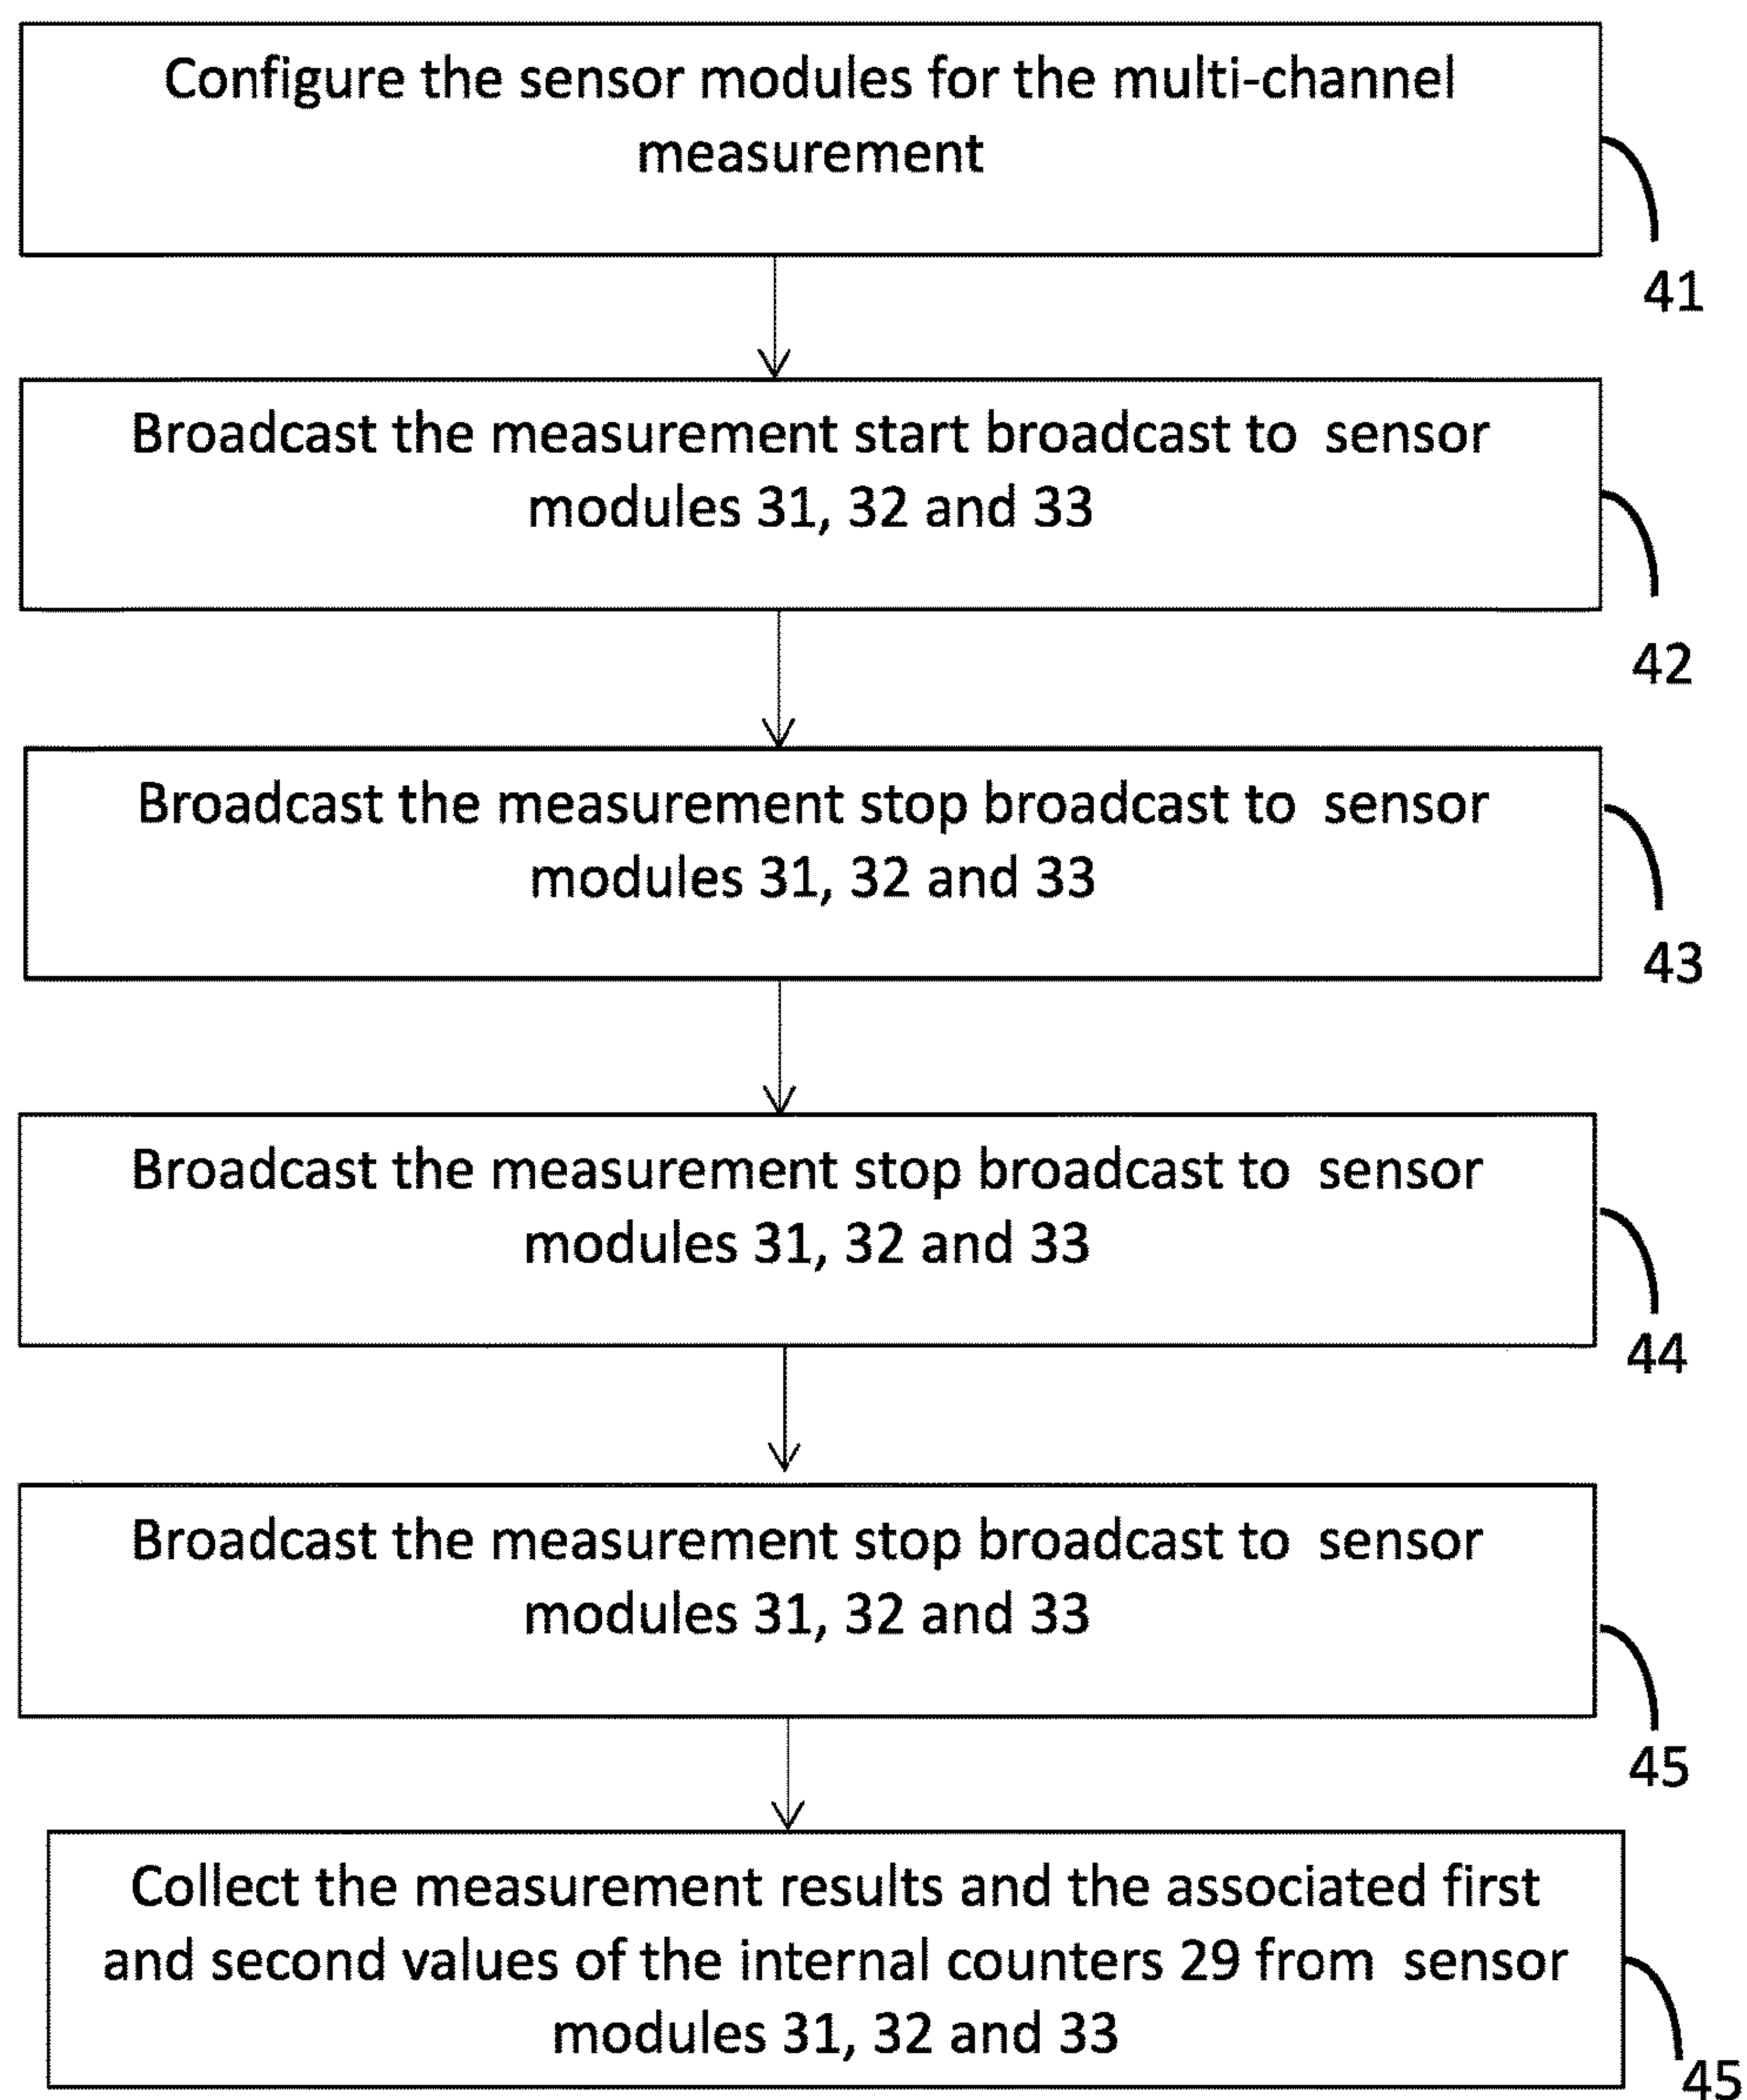 Configure the sensor modules for the multi-channel
measurement
41
Broadcast the measurement start broadcast to sensor
modules 31, 32 and 33
42
Broadcast the measurement stop broadcast to sensor
modules 31, 32 and 33
43
Broadcast the measurement stop broadcast to sensor
modules 31, 32 and 33
44
Broadcast the measurement stop broadcast to sensor
modules 31, 32 and 33
45
Collect the measurement results and the associated first
and second values of the internal counters 29 from sensor
modules 31, 32 and 33
45